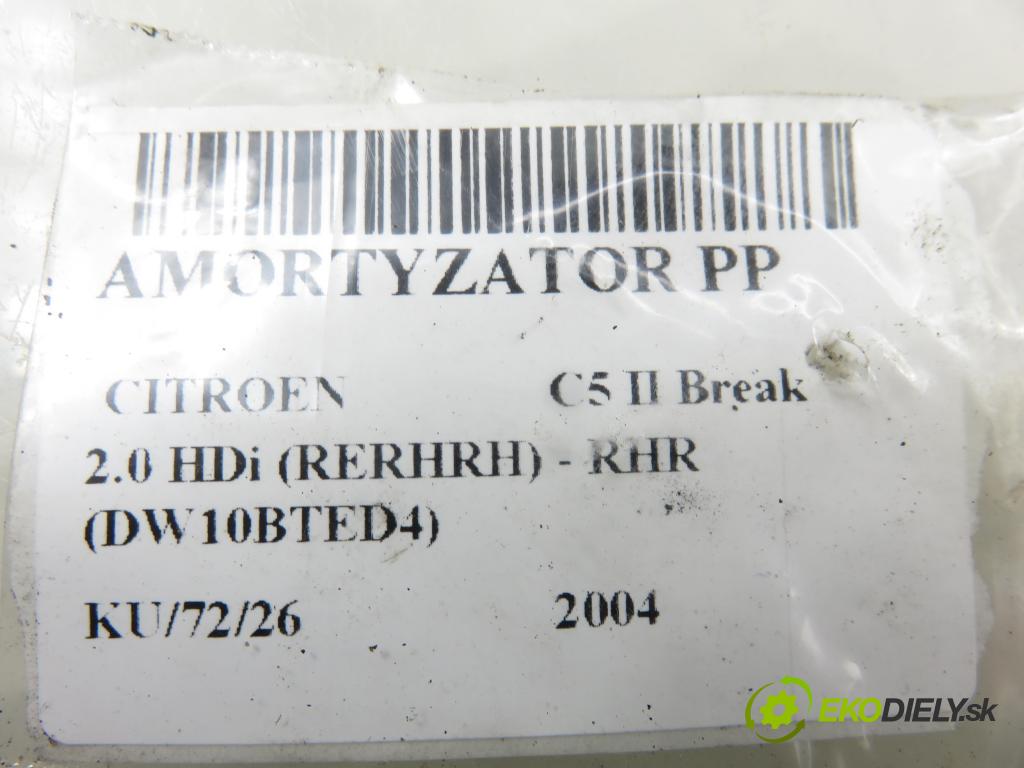 AMORTYZATOR PP
CITROEN C5 II Break
2.0 HDi (RERHRH) - RHR
(DW10BTED4)
KU/72/26 2004
EKODIELY.sk